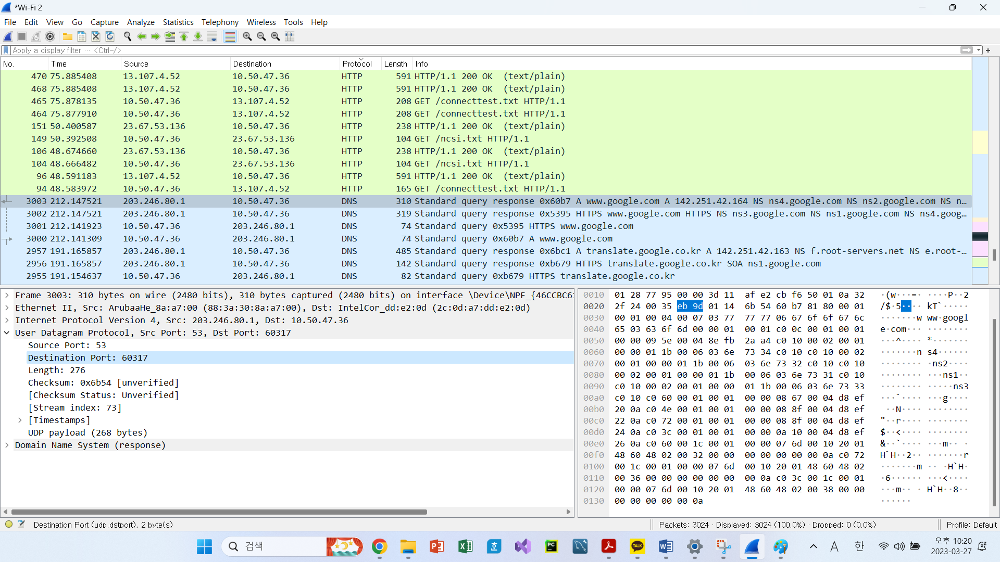 *Wi-Fi 2
File Edit View Go Capture Analyze Statistics Telephony Wireless Tools Help
Apply a display filter ··· <Ctrl-/>
No. Time Source Destination Protocol Length Info
470 75.885408 13.107.4.52 10.50.47.36 HTTP 591 HTTP/1.1 200 OK (text/plain)
468 75.885408 13.107.4.52 10.50.47.36 HTTP 591 HTTP/1.1 200 OK (text/plain)
465 75.878135 10.50.47.36 13.107.4.52 HTTP 208 GET /connecttest.txt HTTP/1.1
464 75.877910 10.50.47.36 13.107.4.52 HTTP 208 GET /connecttest.txt HTTP/1.1
151 50.400587 23.67.53.136 10.50.47.36 HTTP 238 HTTP/1.1 200 OK (text/plain)
149 50.392508 10.50.47.36 23.67.53.136 HTTP 104 GET /ncsi.txt HTTP/1.1
106 48.674660 23.67.53.136 10.50.47.36 HTTP 238 HTTP/1.1 200 OK (text/plain)
104 48.666482 10.50.47.36 23.67.53.136 HTTP 104 GET /ncsi.txt HTTP/1.1
96 48.591183 13.107.4.52 10.50.47.36 HTTP 591 HTTP/1.1 200 OK (text/plain)
94 48.583972 10.50.47.36 13.107.4.52 HTTP 165 GET /connecttest.txt HTTP/1.1
3003 212.147521 203.246.80.1 10.50.47.36 DNS 310 Standard query response 0x60b7 A www.google.com A 142.251.42.164 NS ns4.google.com NS ns2.google.com NS n…
3002 212.147521 203.246.80.1 10.50.47.36 DNS 319 Standard query response 0x5395 HTTPS www.google.com HTTPS NS ns3.google.com NS ns1.google.com NS ns4.goog…
3001 212.141923 10.50.47.36 203.246.80.1 DNS 74 Standard query 0x5395 HTTPS www.google.com
3000 212.141309 10.50.47.36 203.246.80.1 DNS 74 Standard query 0x60b7 A www.google.com
2957 191.165857 203.246.80.1 10.50.47.36 DNS 485 Standard query response 0x6bc1 A translate.google.co.kr A 142.251.42.163 NS f.root-servers.net NS e.root-…
2956 191.165857 203.246.80.1 10.50.47.36 DNS 142 Standard query response 0xb679 HTTPS translate.google.co.kr SOA ns1.google.com
2955 191.154637 10.50.47.36 203.246.80.1 DNS 82 Standard query 0xb679 HTTPS translate.google.co.kr
Frame 3003: 310 bytes on wire (2480 bits), 310 bytes captured (2480 bits) on interface \Device\NPF_{46CCBC61
Ethernet II, Src: ArubaaHe_8a:a7:00 (88:3a:30:8a:a7:00), Dst: IntelCor_dd:e2:0d (2c:0d:a7:dd:e2:0d)
Internet Protocol Version 4, Src: 203.246.80.1, Dst: 10.50.47.36
User Datagram Protocol, Src Port: 53, Dst Port: 60317
Source Port: 53
Destination Port: 60317
Length: 276
Checksum: 0x6b54 [unverified]
[Checksum Status: Unverified]
[Stream index: 73]
[Timestamps]
UDP payload (268 bytes)
Domain Name System (response)
0010 01 28 77 95 00 00 3d 11 af e2 cb f6 50 01 0a 32 ·(w···=· ····P··2
0020 2f 24 00 35 eb 9d 01 14 6b 54 60 b7 81 80 00 01 /$·5···· kT`·····
0030 00 01 00 04 00 07 03 77 77 77 06 67 6f 6f 67 6c ·······w ww·googl
0040 65 03 63 6f 6d 00 00 01 00 01 c0 0c 00 01 00 01 e·com··· ········
0050 00 00 09 5e 00 04 8e fb 2a a4 c0 10 00 02 00 01 ···^···· *·······
0060 00 00 01 1b 00 06 03 6e 73 34 c0 10 c0 10 00 02 ·······n s4······
0070 00 01 00 00 01 1b 00 06 03 6e 73 32 c0 10 c0 10 ········ ·ns2····
0080 00 02 00 01 00 00 01 1b 00 06 03 6e 73 31 c0 10 ········ ···ns1··
0090 c0 10 00 02 00 01 00 00 01 1b 00 06 03 6e 73 33 ········ ·····ns3
00a0 c0 10 c0 60 00 01 00 01 00 00 08 67 00 04 d8 ef ···`···· ···g····
00b0 20 0a c0 4e 00 01 00 01 00 00 08 8f 00 04 d8 ef  ··N···· ········
00c0 22 0a c0 72 00 01 00 01 00 00 08 8f 00 04 d8 ef "··r···· ········
00d0 24 0a c0 3c 00 01 00 01 00 00 0a 10 00 04 d8 ef $··<···· ········
00e0 26 0a c0 60 00 1c 00 01 00 00 07 6d 00 10 20 01 &··`···· ···m·· ·
00f0 48 60 48 02 00 32 00 00 00 00 00 00 00 0a c0 72 H`H··2·· ·······r
0100 00 1c 00 01 00 00 07 6d 00 10 20 01 48 60 48 02 ·······m ·· ·H`H·
0110 00 36 00 00 00 00 00 00 00 0a c0 3c 00 1c 00 01 ·6······ ···<····
0120 00 00 07 6d 00 10 20 01 48 60 48 02 00 38 00 00 ···m·· · H`H··8··
0130 00 00 00 00 00 0a ······
Destination Port (udp.dstport), 2 byte(s)
Packets: 3024 · Displayed: 3024 (100.0%) · Dropped: 0 (0.0%)
Profile: Default
검색
TALK
PC
A
한
오후 10:20
2023-03-27